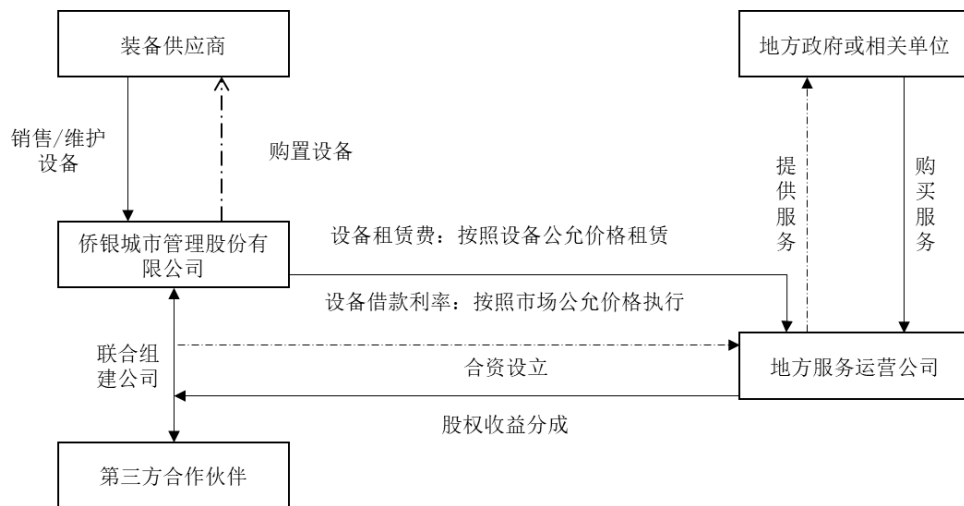 装备供应商
地方政府或相关单位
销售/维护
设备
购置设备
提供服务
购买服务
侨银城市管理股份有
限公司
设备租赁费：按照设备公允价格租赁
设备借款利率：按照市场公允价格执行
联合组
建公司
合资设立
地方服务运营公司
股权收益分成
第三方合作伙伴